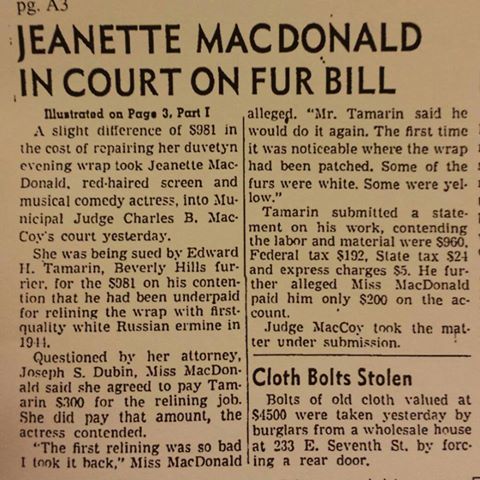 pg. A3
JEANETTE MACDONALD
IN COURT ON FUR BILL
Illustrated on Page 3, Part I
A slight difference of $981 in
the cost of repairing her duvetyn
evening wrap took Jeanette Mac-
Donald, red-haired screen and
musical comedy actress, into Mu-
nicipal Judge Charles B. Mac-
Coy's court yesterday.
She was being sued by Edward
H. Tamarin, Beverly Hills fur-
rier, for the $981 on his conten-
tion that he had been underpaid
for relining the wrap with first-
quality white Russian ermine in
1944.
Questioned by her attorney,
Joseph S. Dubin, Miss MacDon-
ald said she agreed to pay Tam-
arin $300 for the relining job.
She did pay that amount, the
actress contended.
"The first relining was so bad
I took it back," Miss MacDonald
alleged. "Mr. Tamarin said he
would do it again. The first time
it was noticeable where the wrap
had been patched. Some of the
furs were white. Some were yel-
low."
Tamarin submitted a state-
ment on his work, contending
the labor and material were $960,
Federal tax $192, State tax $24
and express charges $5. He fur-
ther alleged Miss MacDonald
paid him only $200 on the ac-
count.
Judge MacCoy took the mat-
ter under submission.
Cloth Bolts Stolen
Bolts of old cloth valued at
$4500 were taken yesterday by
burglars from a wholesale house
at 233 E. Seventh St. by forc-
ing a rear door.